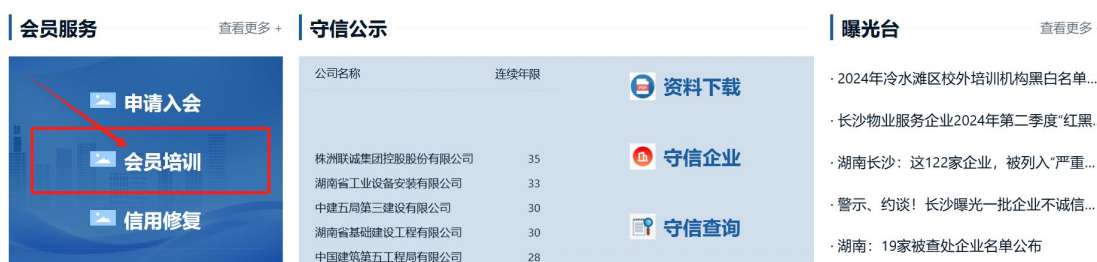 会员服务
查看更多 +
申请入会
会员培训
信用修复
守信公示
公司名称 连续年限
株洲联诚集团控股股份有限公司 35
湖南省工业设备安装有限公司 33
中建五局第三建设有限公司 30
湖南省基础建设工程有限公司 30
中国建筑第五工程局有限公司 28
资料下载
守信企业
守信查询
曝光台
查看更多
· 2024年冷水滩区校外培训机构黑白名单...
· 长沙物业服务企业2024年第二季度“红黑.
· 湖南长沙：这122家企业，被列入“严重...
· 警示、约谈！长沙曝光一批企业不诚信...
· 湖南：19家被查处企业名单公布